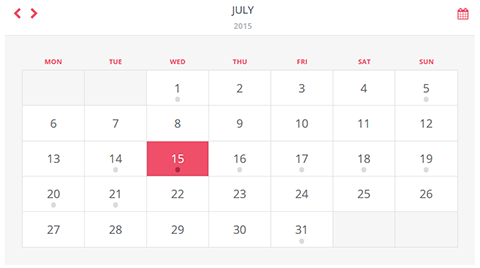 JULY
2015
MON TUE WED THU FRI SAT SUN
1 2 3 4 5
6 7 8 9 10 11 12
13 14 15 16 17 18 19
20 21 22 23 24 25 26
27 28 29 30 31